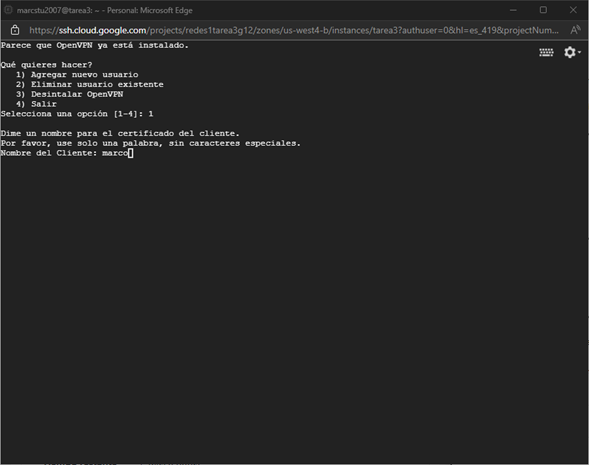 marcstu2007@tarea3: ~ - Personal: Microsoft Edge
https://ssh.cloud.google.com/projects/redes1tarea3g12/zones/us-west4-b/instances/tarea3?authuser=0&hl=es_419&projectNum...
Parece que OpenVPN ya está instalado.
Qué quieres hacer?
1) Agregar nuevo usuario
2) Eliminar usuario existente
3) Desintalar OpenVPN
4) Salir
Selecciona una opción [1-4]: 1
Dime un nombre para el certificado del cliente.
Por favor, use solo una palabra, sin caracteres especiales.
Nombre del Cliente: marco